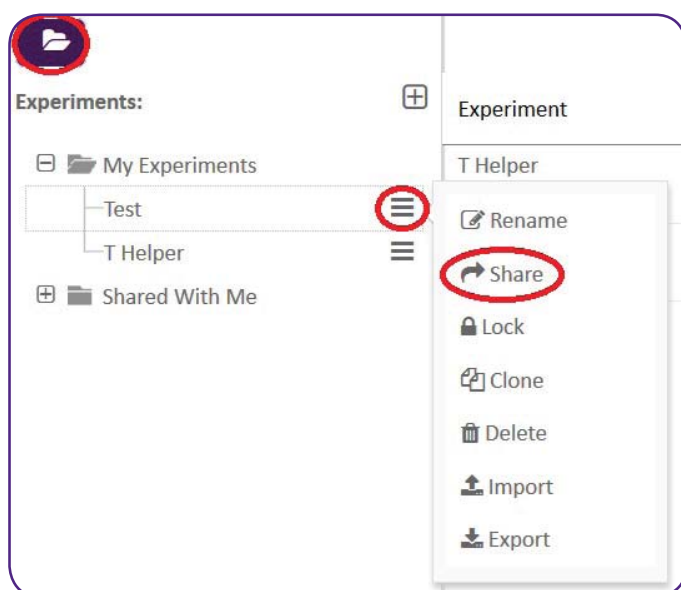 Experiments:
My Experiments
Test
T Helper
Shared With Me
Experiment
T Helper
Rename
Share
Lock
Clone
Delete
Import
Export